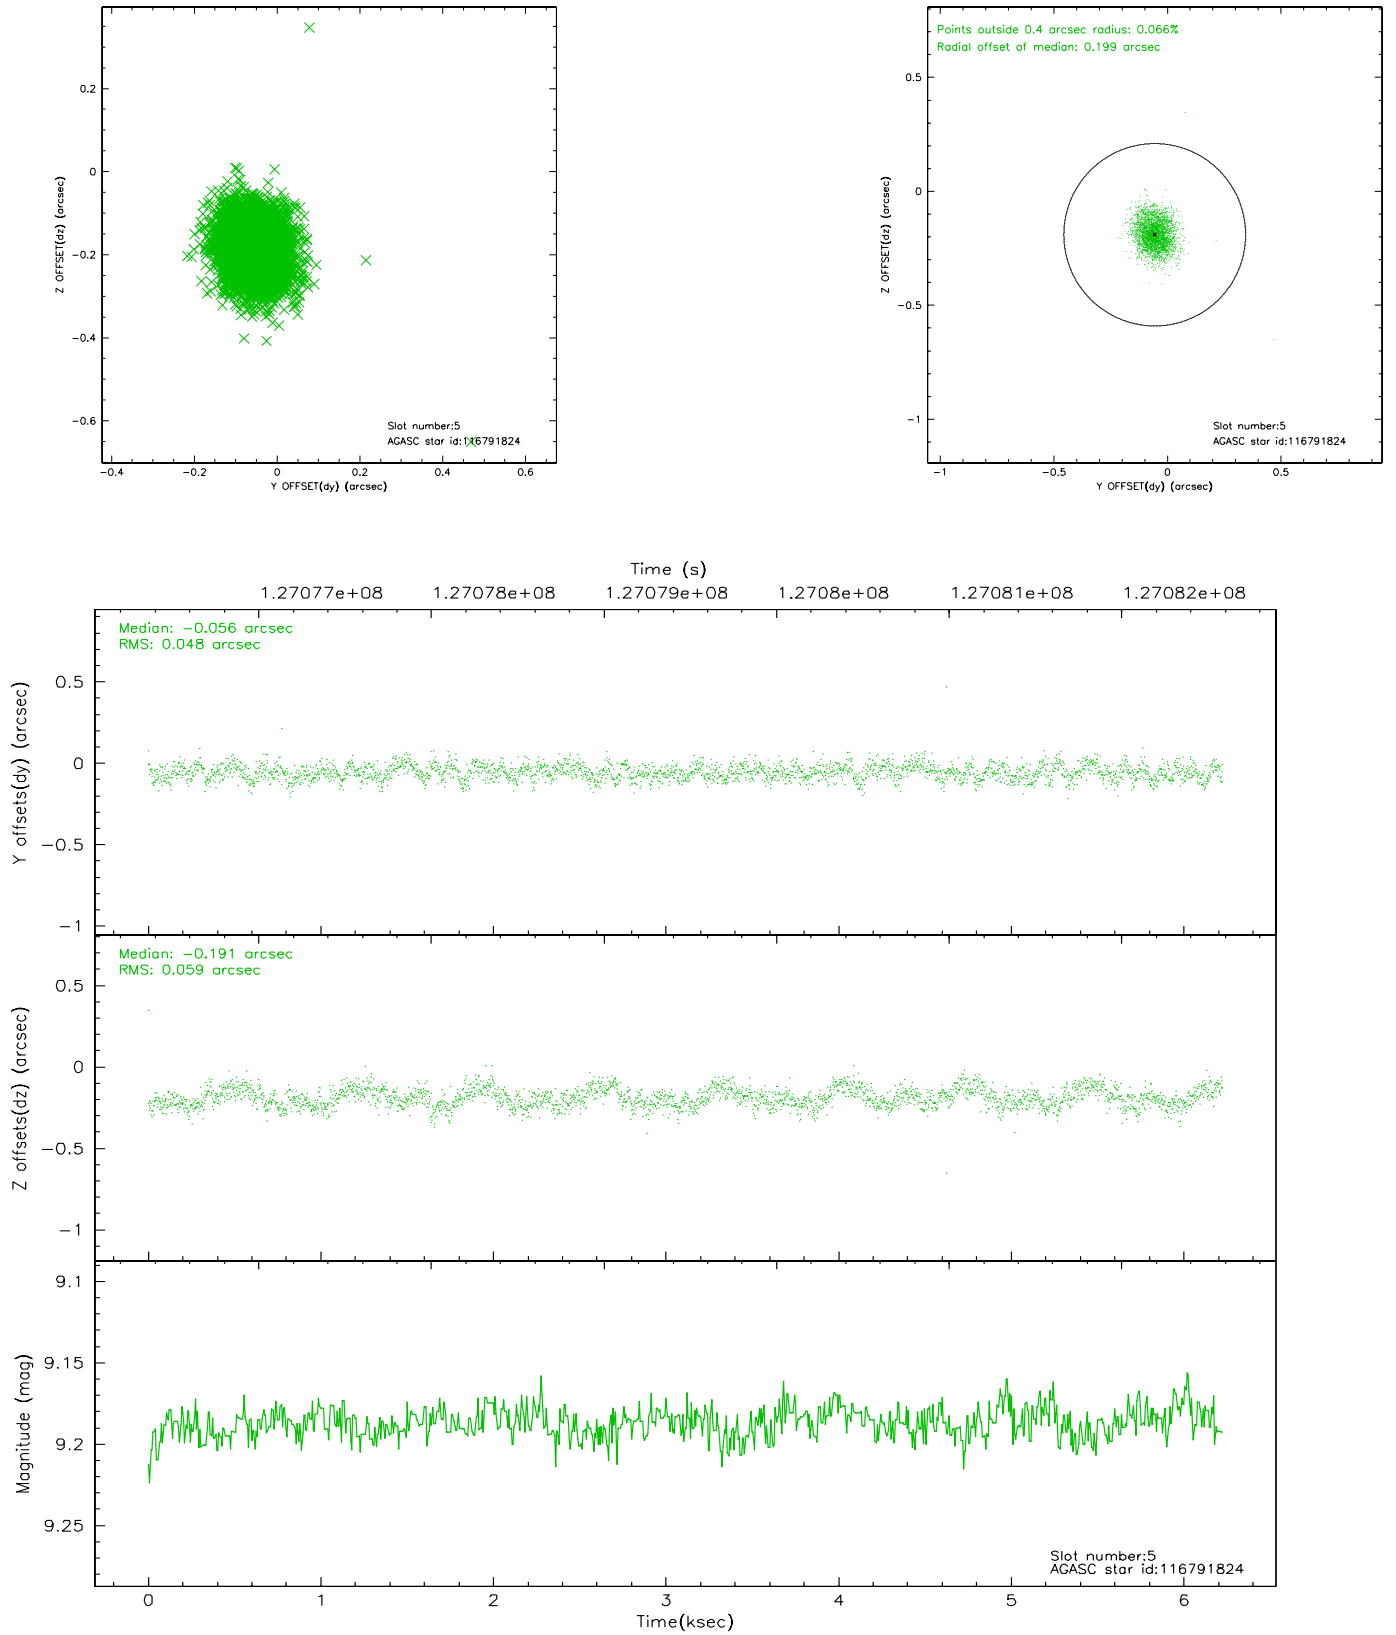 0.2
0
−0.2
−0.4
−0.6
Z OFFSET(dz) (arcsec)
Slot number:5
AGASC star id:116791824
−0.4
−0.2
0
0.2
0.4
0.6
Y OFFSET(dy) (arcsec)
Points outside 0.4 arcsec radius: 0.066%
Radial offset of median: 0.199 arcsec
0.5
0
−0.5
−1
Z OFFSET(dz) (arcsec)
Slot number:5
AGASC star id:116791824
−1
−0.5
0
0.5
Y OFFSET(dy) (arcsec)
Time (s)
1.27077e+08
1.27078e+08
1.27079e+08
1.2708e+08
1.27081e+08
1.27082e+08
Median: −0.056 arcsec
RMS: 0.048 arcsec
0.5
0
−0.5
−1
Y offsets(dy) (arcsec)
Median: −0.191 arcsec
RMS: 0.059 arcsec
0.5
0
−0.5
−1
Z offsets(dz) (arcsec)
9.1
9.15
9.2
9.25
Magnitude (mag)
Slot number:5
AGASC star id:116791824
0
1
2
3
4
5
6
Time(ksec)